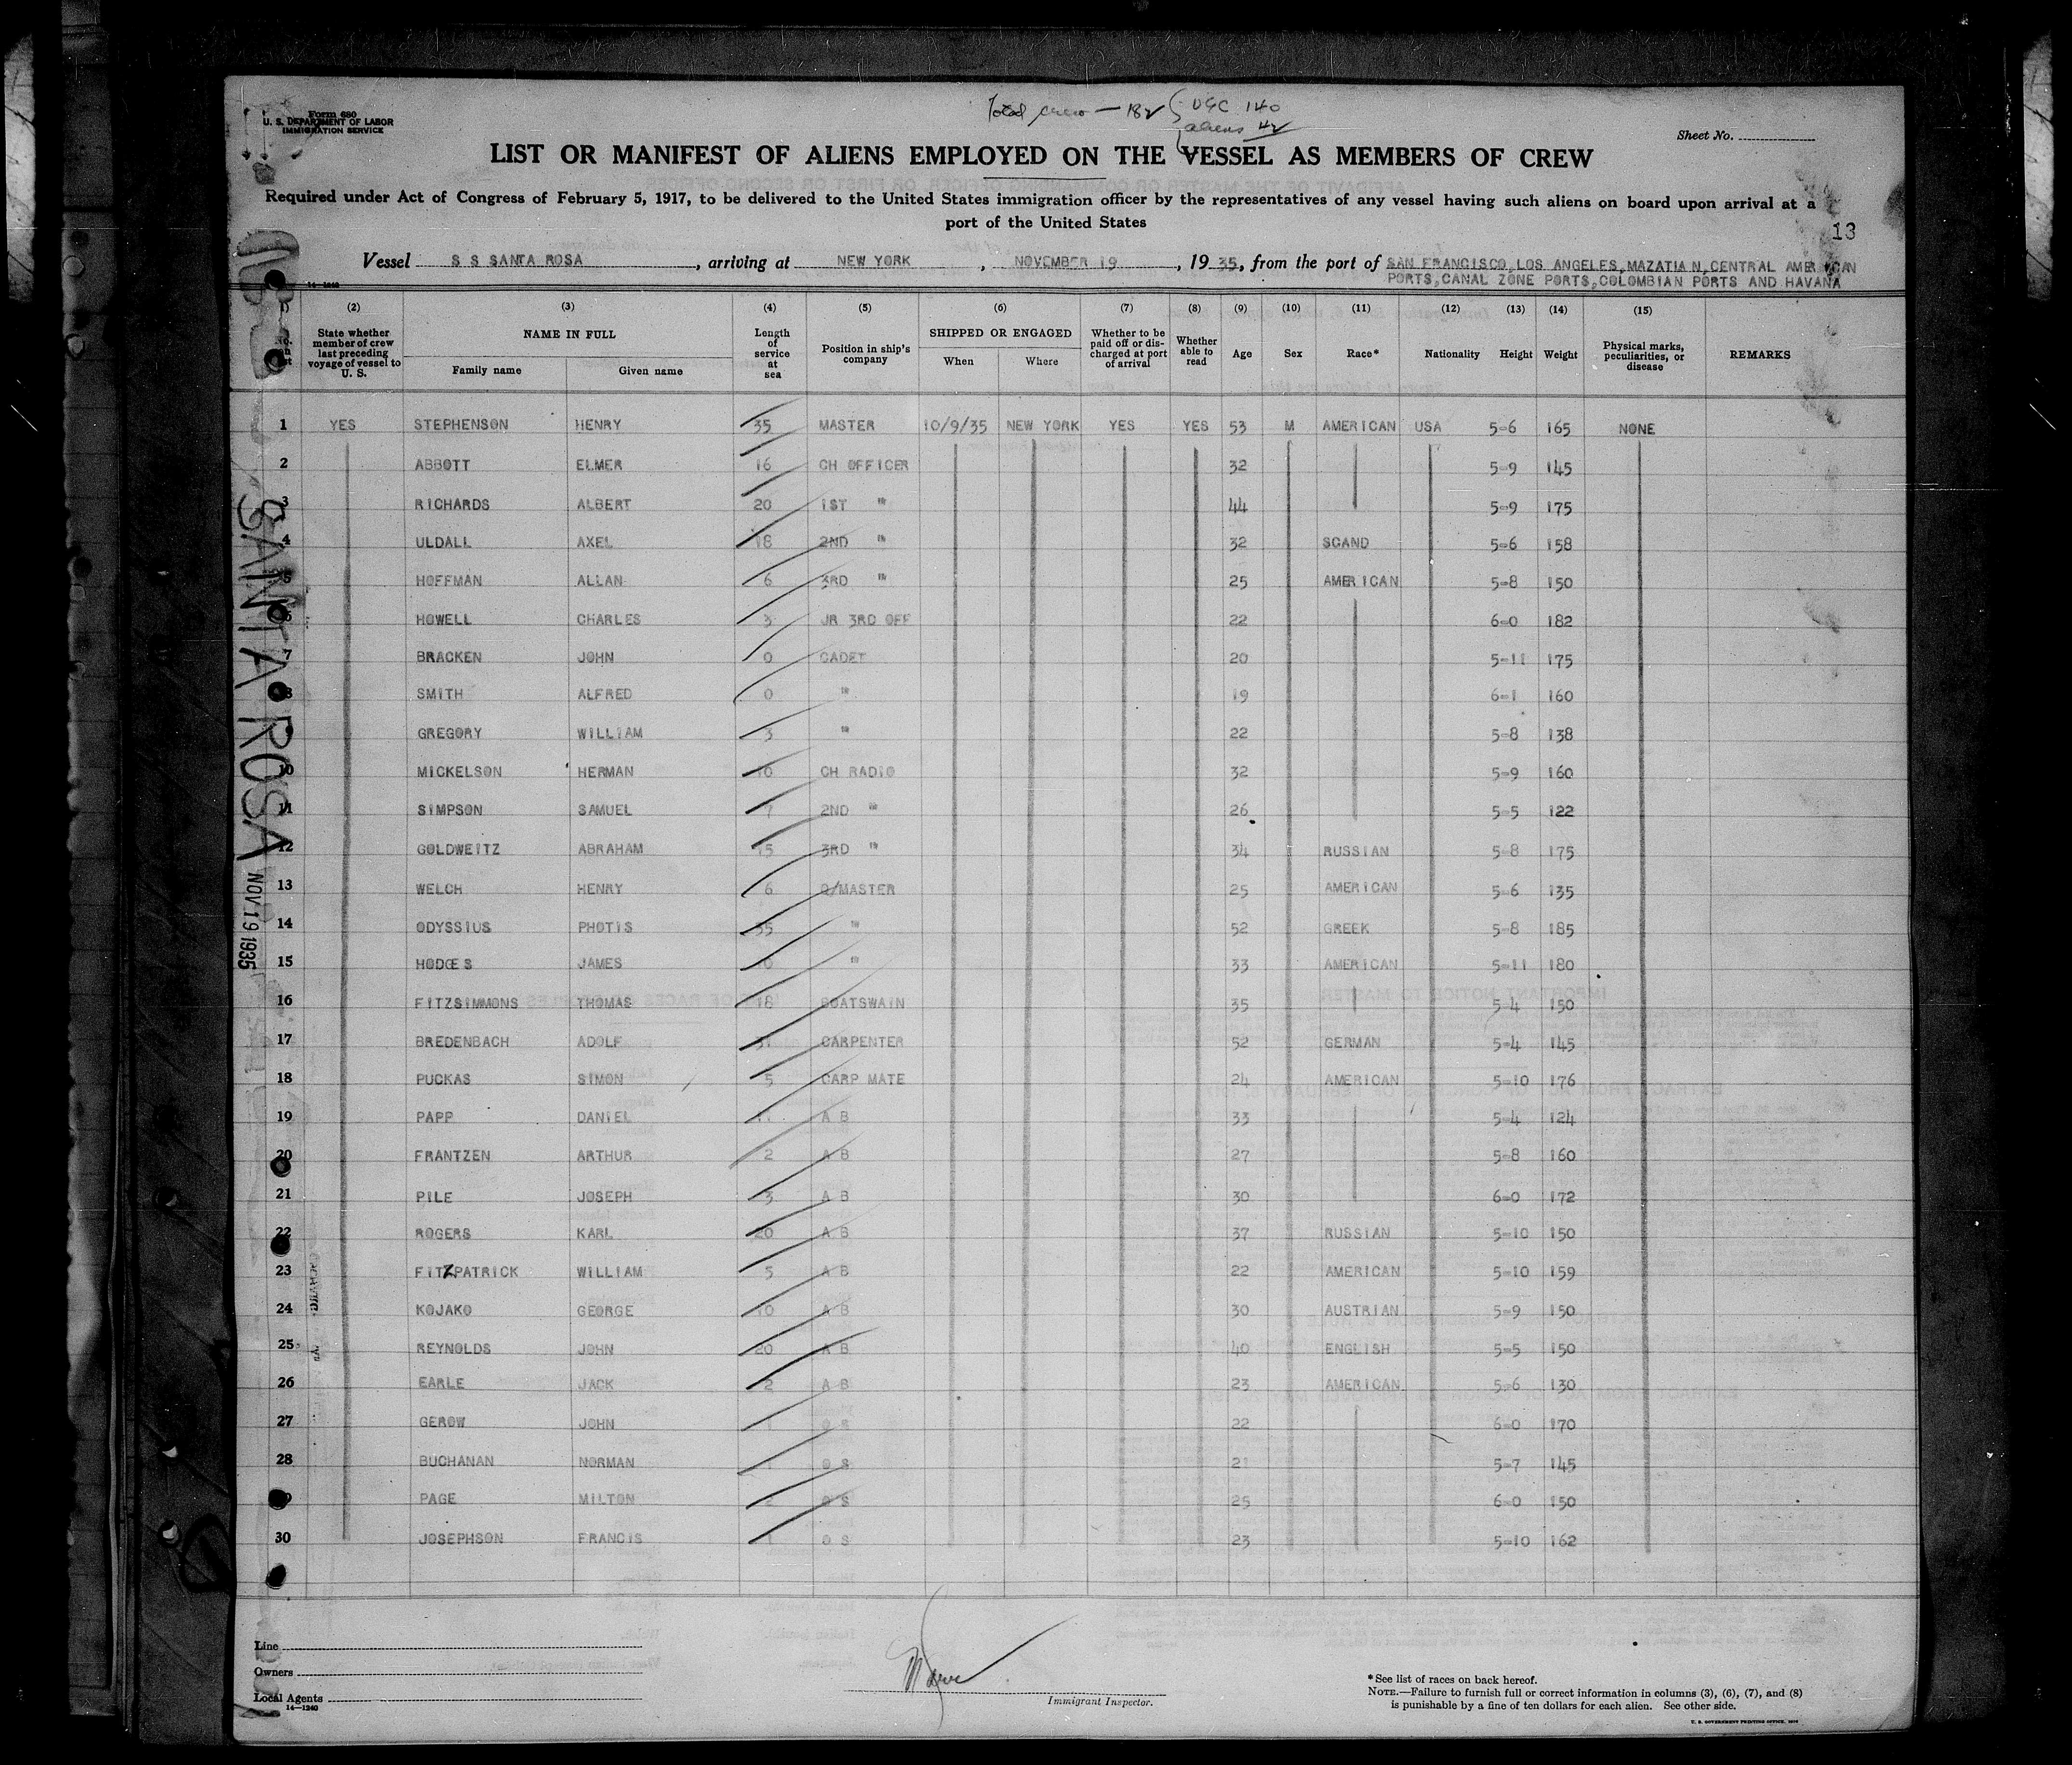 Form 680
U. S. DEPARTMENT OF LABOR
IMMIGRATION SERVICE
Total crew — 182 { USC 140
aliens 42
Sheet No.
LIST OR MANIFEST OF ALIENS EMPLOYED ON THE VESSEL AS MEMBERS OF CREW
Required under Act of Congress of February 5, 1917, to be delivered to the United States immigration officer by the representatives of any vessel having such aliens on board upon arrival at a
port of the United States
13
Vessel S S SANTA ROSA, arriving at NEW YORK, NOVEMBER 19, 1935, from the port of SAN FRANCISCO, LOS ANGELES, MAZATLAN, CENTRAL AMERICAN
PORTS, CANAL ZONE PORTS, COLOMBIAN PORTS AND HAVANA
14-1240
(2) (3) (4) (5) (6) (7) (8) (9) (10) (11) (12) (13) (14) (15)
State whether member of crew last preceding voyage of vessel to U. S. NAME IN FULL Family name Given name Length of service at sea Position in ship's company SHIPPED OR ENGAGED When Where Whether to be paid off or discharged at port of arrival Whether able to read Age Sex Race* Nationality Height Weight Physical marks, peculiarities, or disease REMARKS
1 YES STEPHENSON HENRY 35 MASTER 10/9/35 NEW YORK YES YES 53 M AMERICAN USA 5-6 165 NONE
2 ABBOTT ELMER 16 CH OFFICER 32 5-9 145
3 RICHARDS ALBERT 20 1ST " 44 5-9 175
4 ULDALL AXEL 18 2ND " 32 SCAND 5-6 158
5 HOFFMAN ALLAN 6 3RD " 25 AMERICAN 5-8 150
6 HOWELL CHARLES 3 JR 3RD OFF 22 6-0 182
7 BRACKEN JOHN 0 CADET 20 5-11 175
8 SMITH ALFRED 0 " 19 6-1 160
GREGORY WILLIAM 3 " 22 5-8 138
10 MICKELSON HERMAN 10 CH RADIO 32 5-9 160
11 SIMPSON SAMUEL 7 2ND " 26 5-5 122
12 GOLDWEITZ ABRAHAM 15 3RD " 34 RUSSIAN 5-8 175
13 WELCH HENRY 6 Q/MASTER 25 AMERICAN 5-6 135
14 ODYSSIUS PHOTIS 35 " 52 GREEK 5-8 185
15 HODGES JAMES 10 " 33 AMERICAN 5-11 180
16 FITZSIMMONS THOMAS 18 BOATSWAIN 35 5-4 150
17 BREDENBACH ADOLF CARPENTER 52 GERMAN 5-4 145
18 PUCKAS SIMON 5 CARP MATE 24 AMERICAN 5-10 176
19 PAPP DANIEL A B 33 5-4 124
20 FRANTZEN ARTHUR 2 A B 27 5-8 160
21 PILE JOSEPH 3 A B 30 6-0 172
22 ROGERS KARL 20 A B 37 RUSSIAN 5-10 150
23 FITZPATRICK WILLIAM 5 A B 22 AMERICAN 5-10 159
24 KOJAKO GEORGE 10 A B 30 AUSTRIAN 5-9 150
25 REYNOLDS JOHN 20 A B 40 ENGLISH 5-5 150
26 EARLE JACK 2 A B 23 AMERICAN 5-6 130
27 GEROW JOHN 1 O S 22 6-0 170
28 BUCHANAN NORMAN 1 O S 21 5-7 145
PAGE MILTON 2 O S 25 6-0 150
30 JOSEPHSON FRANCIS 1 O S 23 5-10 162
SANTA ROSA
NOV 19 1935
Line
Owners
Local Agents
14-1240
Immigrant Inspector.
*See list of races on back hereof.
NOTE.—Failure to furnish full or correct information in columns (3), (6), (7), and (8)
is punishable by a fine of ten dollars for each alien. See other side.
U. S. GOVERNMENT PRINTING OFFICE